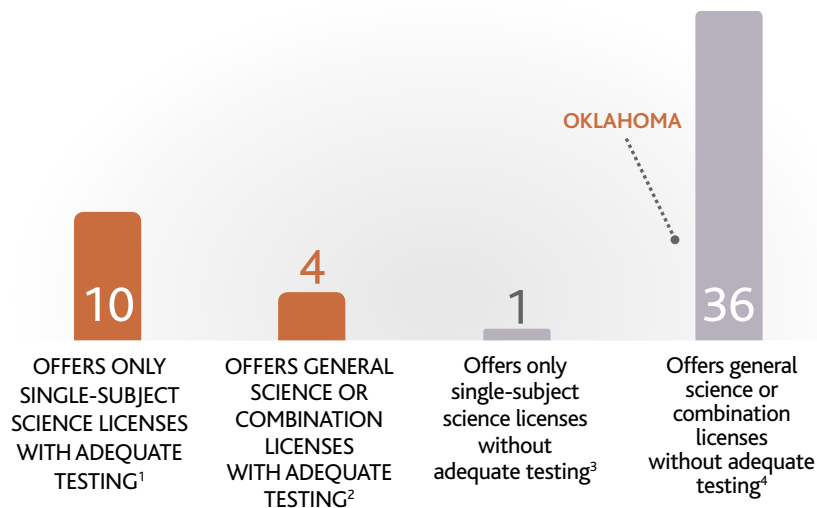 OKLAHOMA
10
4
1
36
OFFERS ONLY
SINGLE-SUBJECT
SCIENCE LICENSES
WITH ADEQUATE
TESTING¹
OFFERS GENERAL
SCIENCE OR
COMBINATION
LICENSES
WITH ADEQUATE
TESTING²
Offers only
single-subject
science licenses
without
adequate testing³
Offers general
science or
combination
licenses
without adequate
testing⁴